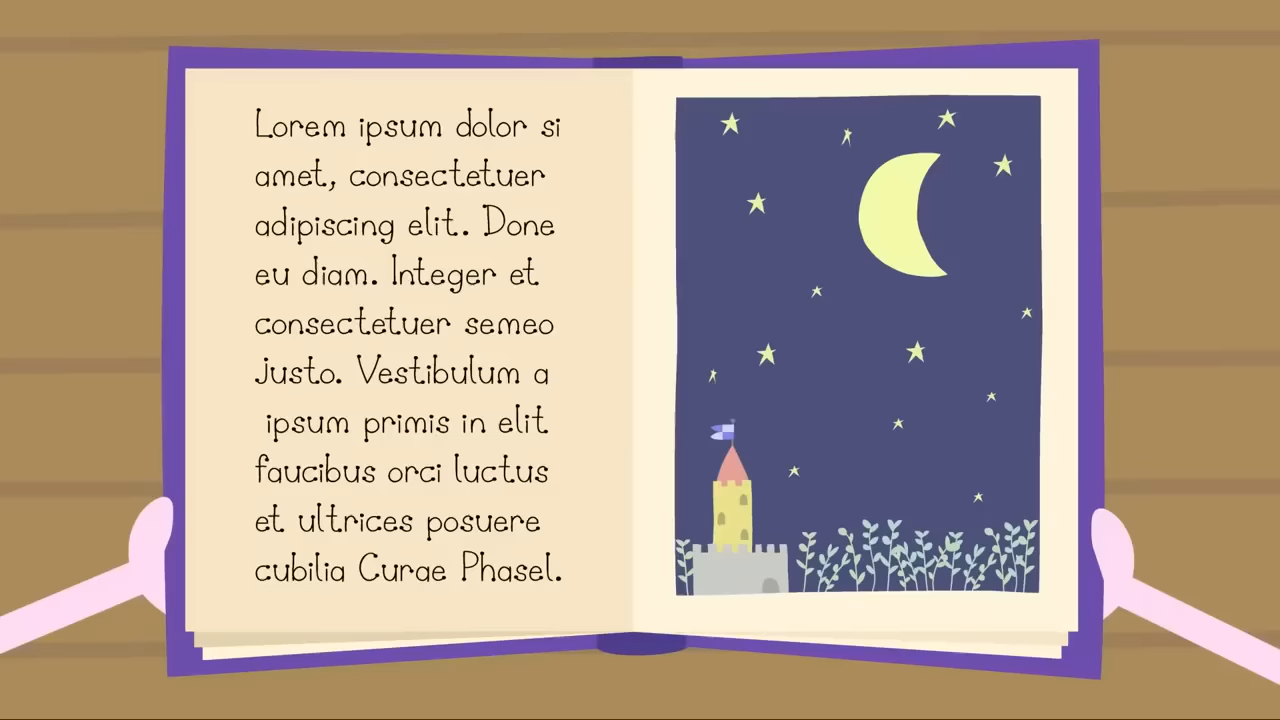 Lorem ipsum dolor si
amet, consectetuer
adipiscing elit. Done
eu diam. Integer et
consectetuer semeo
justo. Vestibulum a
ipsum primis in elit
faucibus orci luctus
et ultrices posuere
cubilia Curae Phasel.